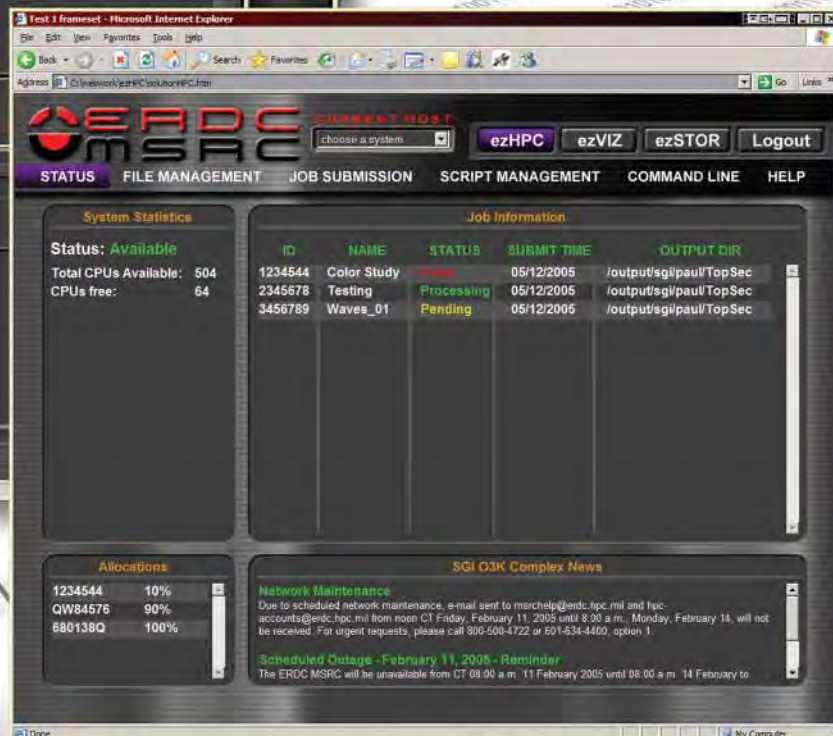 Test 1 frameset - Microsoft Internet Explorer
File Edit View Favorites Tools Help
Back Search Favorites
Address C:\webwork\ezHPC\solutionHPC.htm Go Links
ERDC
MSRC
CURRENT HOST
choose a system
ezHPC ezVIZ ezSTOR Logout
STATUS FILE MANAGEMENT JOB SUBMISSION SCRIPT MANAGEMENT COMMAND LINE HELP
System Statistics
Status: Available
Total CPUs Available: 504
CPUs free: 64
Job Information
ID NAME STATUS SUBMIT TIME OUTPUT DIR
1234544 Color Study 05/12/2005 /output/sgi/paul/TopSec
2345678 Testing Processing 05/12/2005 /output/sgi/paul/TopSec
3456789 Waves_01 Pending 05/12/2005 /output/sgi/paul/TopSec
Allocations
1234544 10%
QW84576 90%
680138Q 100%
SGI O3K Complex News
Network Maintenance
Due to scheduled network maintenance, e-mail sent to msrchelp@erdc.hpc.mil and hpc-
accounts@erdc.hpc.mil from noon CT Friday, February 11, 2005 until 8:00 a.m., Monday, February 14, will not
be received. For urgent requests, please call 800-500-4722 or 601-634-4400, option 1.
Scheduled Outage - February 11, 2005 - Reminder
The ERDC MSRC will be unavailable from CT 08:00 a.m. 11 February 2005 until 08:00 a.m. 14 February to
Done My Computer